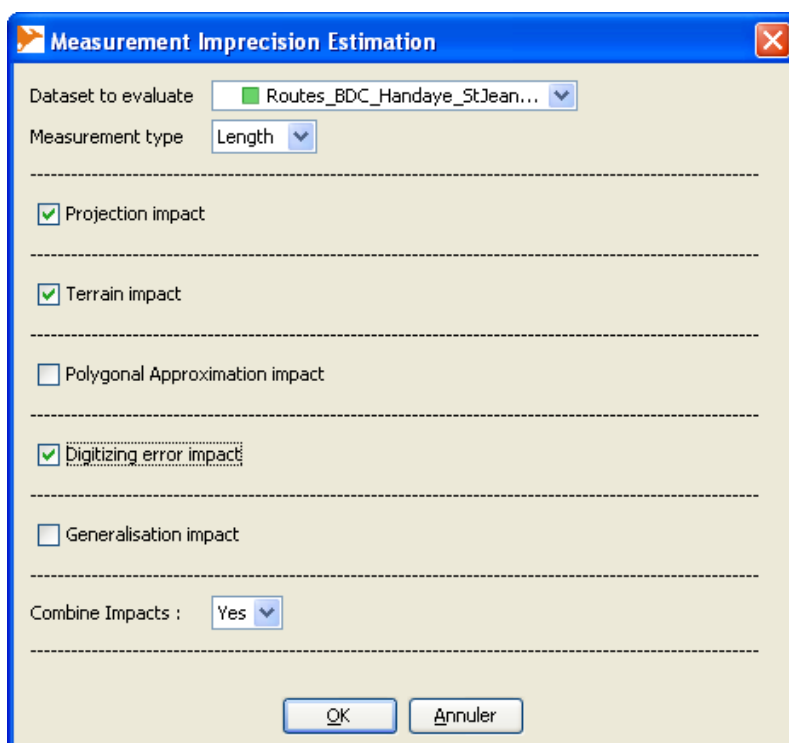 Measurement Imprecision Estimation
Dataset to evaluate Routes_BDC_Handaye_StJean...
Measurement type Length
Projection impact
Terrain impact
Polygonal Approximation impact
Digitizing error impact
Generalisation impact
Combine Impacts : Yes
OK Annuler